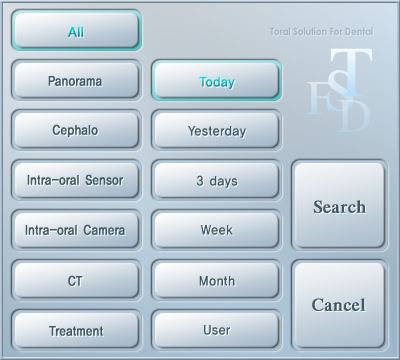 All
Toral Solution For Dental
Panorama
Today
TSFD
Cephalo
Yesterday
Intra-oral Sensor
3 days
Search
Intra-oral Camera
Week
CT
Month
Cancel
Treatment
User